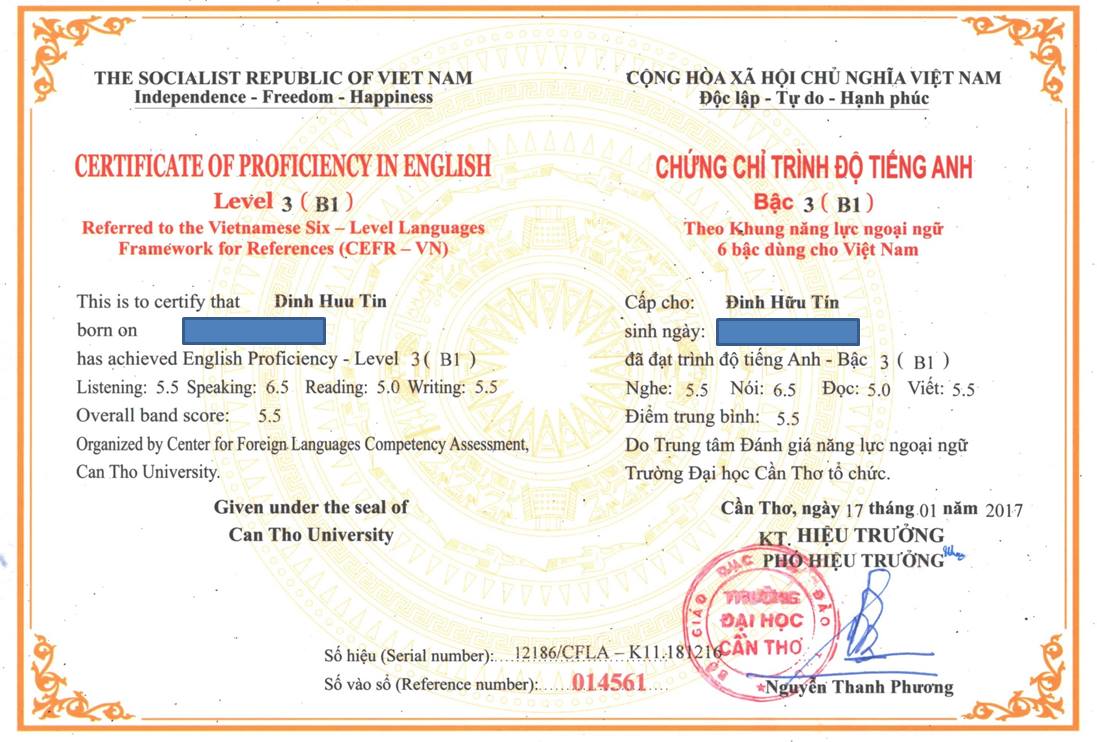 THE SOCIALIST REPUBLIC OF VIET NAM
Independence - Freedom - Happiness
CERTIFICATE OF PROFICIENCY IN ENGLISH
Level 3 ( B1 )
Referred to the Vietnamese Six – Level Languages
Framework for References (CEFR – VN)
This is to certify that Dinh Huu Tin
born on
has achieved English Proficiency - Level 3 ( B1 )
Listening: 5.5 Speaking: 6.5 Reading: 5.0 Writing: 5.5
Overall band score: 5.5
Organized by Center for Foreign Languages Competency Assessment,
Can Tho University.
Given under the seal of
Can Tho University
CỘNG HÒA XÃ HỘI CHỦ NGHĨA VIỆT NAM
Độc lập - Tự do - Hạnh phúc
CHỨNG CHỈ TRÌNH ĐỘ TIẾNG ANH
Bậc 3 ( B1 )
Theo Khung năng lực ngoại ngữ
6 bậc dùng cho Việt Nam
Cấp cho: Đinh Hữu Tín
sinh ngày:
đã đạt trình độ tiếng Anh - Bậc 3 ( B1 )
Nghe: 5.5 Nói: 6.5 Đọc: 5.0 Viết: 5.5
Điểm trung bình: 5.5
Do Trung tâm Đánh giá năng lực ngoại ngữ
Trường Đại học Cần Thơ tổ chức.
Cần Thơ, ngày 17 tháng 01 năm 2017
KT. HIỆU TRƯỞNG
PHÓ HIỆU TRƯỞNG
TRƯỜNG
ĐẠI HỌC
CẦN THƠ
Nguyễn Thanh Phương
Số hiệu (Serial number): 12186/CFLA – K11.181216
Số vào sổ (Reference number): 014561